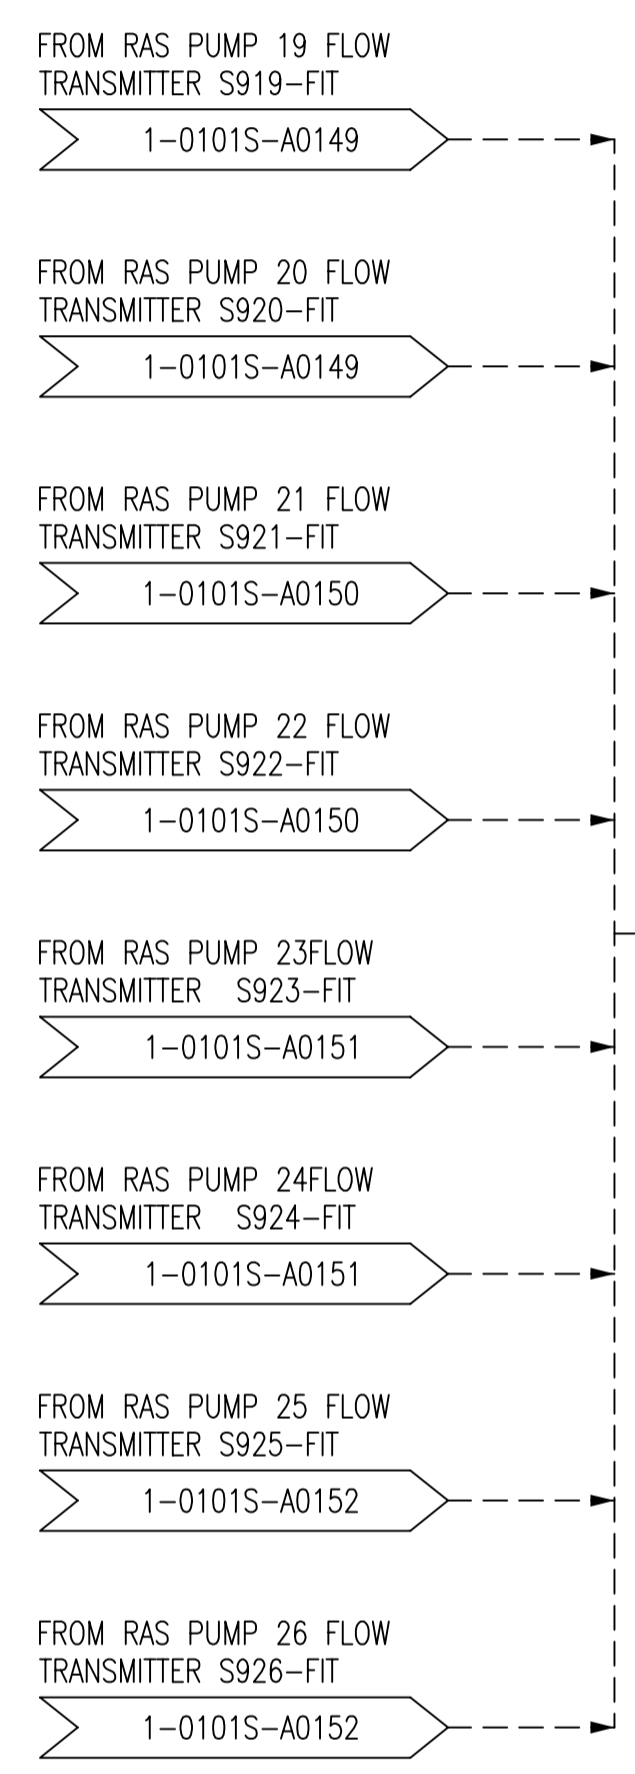 FROM RAS PUMP 19 FLOW
TRANSMITTER S919-FIT
1-0101S-A0149
FROM RAS PUMP 20 FLOW
TRANSMITTER S920-FIT
1-0101S-A0149
FROM RAS PUMP 21 FLOW
TRANSMITTER S921-FIT
1-0101S-A0150
FROM RAS PUMP 22 FLOW
TRANSMITTER S922-FIT
1-0101S-A0150
FROM RAS PUMP 23FLOW
TRANSMITTER S923-FIT
1-0101S-A0151
FROM RAS PUMP 24FLOW
TRANSMITTER S924-FIT
1-0101S-A0151
FROM RAS PUMP 25 FLOW
TRANSMITTER S925-FIT
1-0101S-A0152
FROM RAS PUMP 26 FLOW
TRANSMITTER S926-FIT
1-0101S-A0152